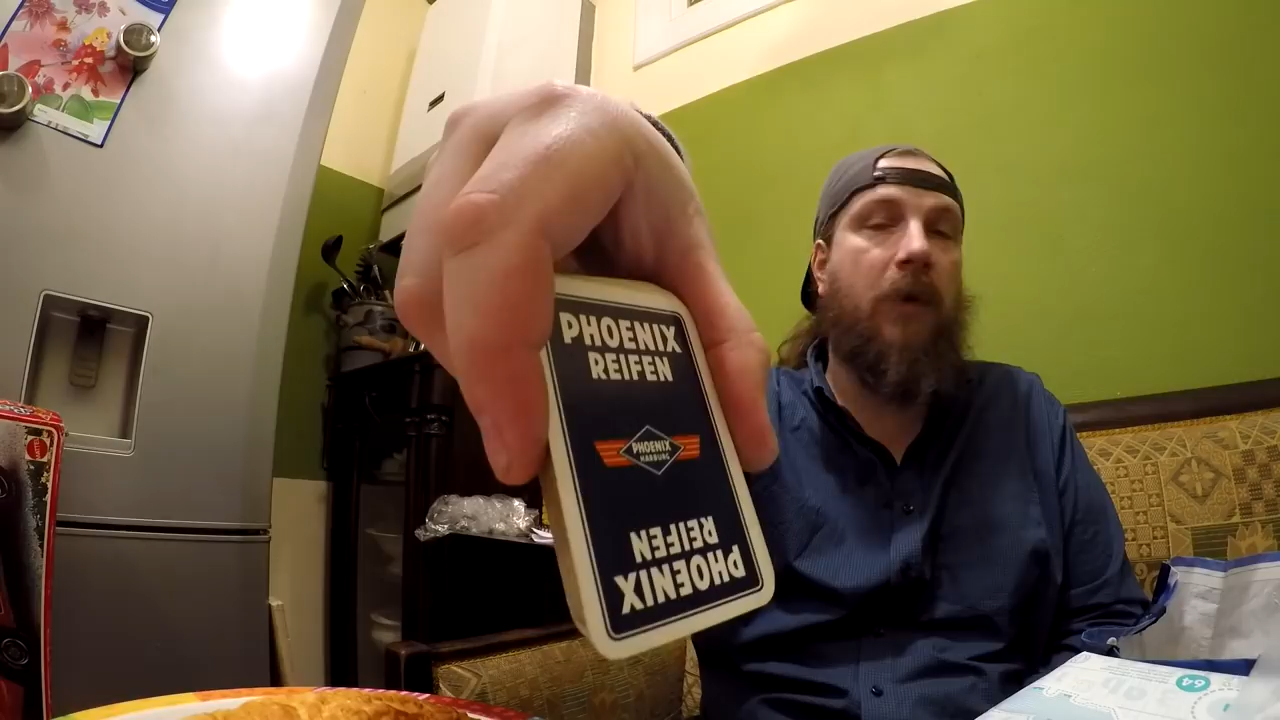 PHOENIX
REIFEN
PHOENIX
HARBURG
REIFEN
PHOENIX
64